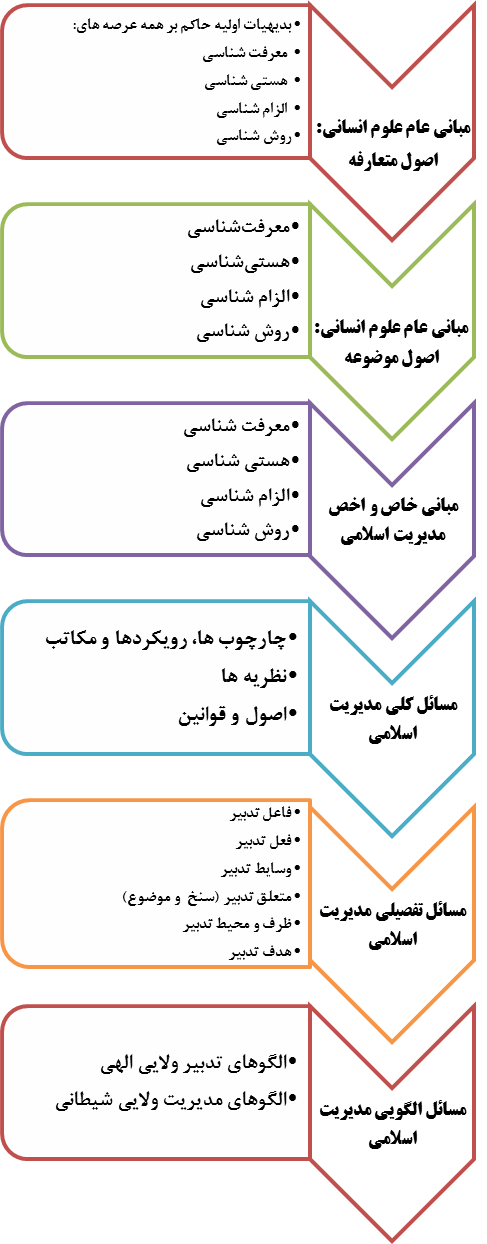 مبانی عام علوم انسانی:
اصول متعارفه
•بدیهیات اولیه حاکم بر همه عرصه های:
• معرفت شناسی
• هستی شناسی
• الزام شناسی
•روش شناسی
مبانی عام علوم انسانی:
اصول موضوعه
•معرفت‌شناسی
•هستی‌شناسی
•الزام شناسی
•روش شناسی
مبانی خاص و اخص
مدیریت اسلامی
•معرفت شناسی
•هستی شناسی
•الزام شناسی
•روش شناسی
مسائل کلی مدیریت
اسلامی
•چارچوب ها، رویکردها و مکاتب
•نظریه ها
•اصول و قوانین
مسائل تفصیلی مدیریت
اسلامی
•فاعل تدبیر
•فعل تدبیر
•وسایط تدبیر
•متعلق تدبیر (سنخ و موضوع)
•ظرف و محیط تدبیر
•هدف تدبیر
مسائل الگویی مدیریت
اسلامی
•الگوهای تدبیر ولایی الهی
•الگوهای مدیریت ولایی شیطانی